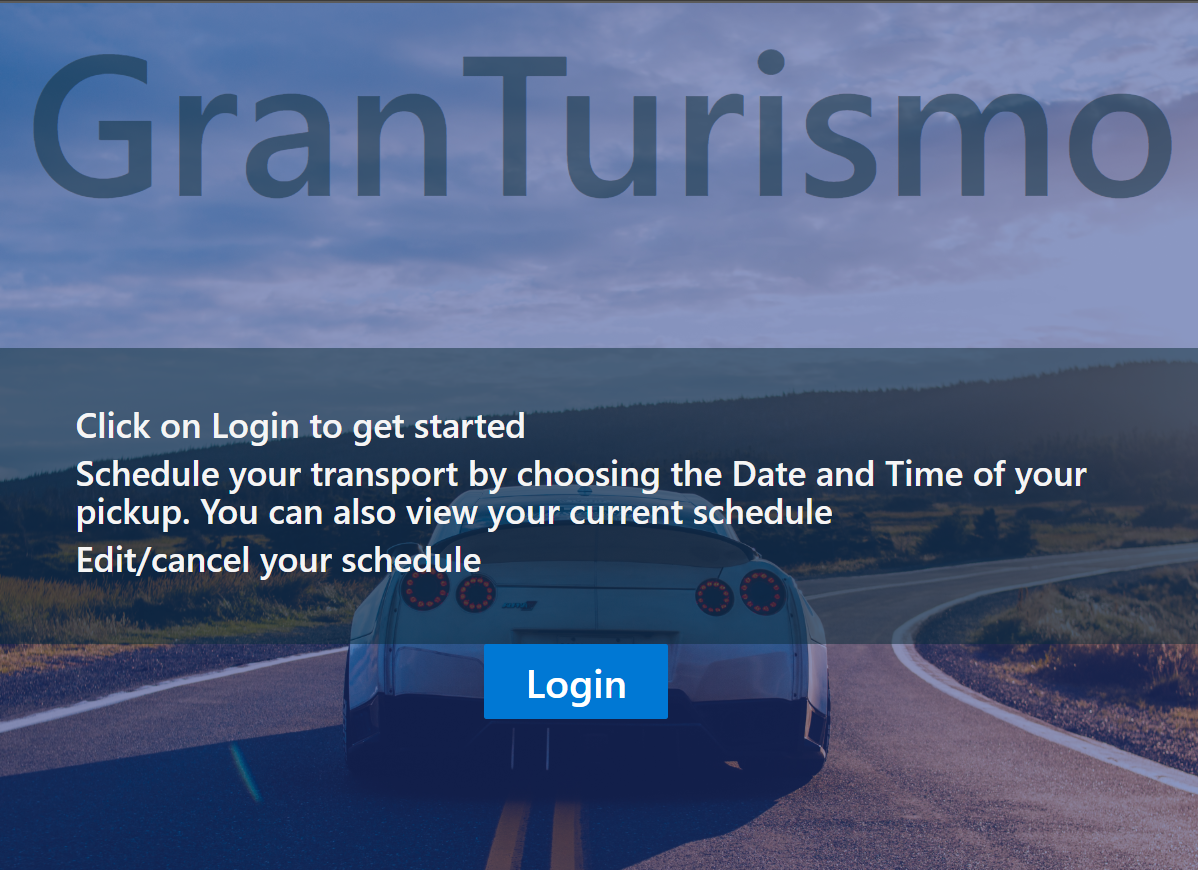 GranTurismo
Click on Login to get started
Schedule your transport by choosing the Date and Time of your
pickup. You can also view your current schedule
Edit/cancel your schedule
Login